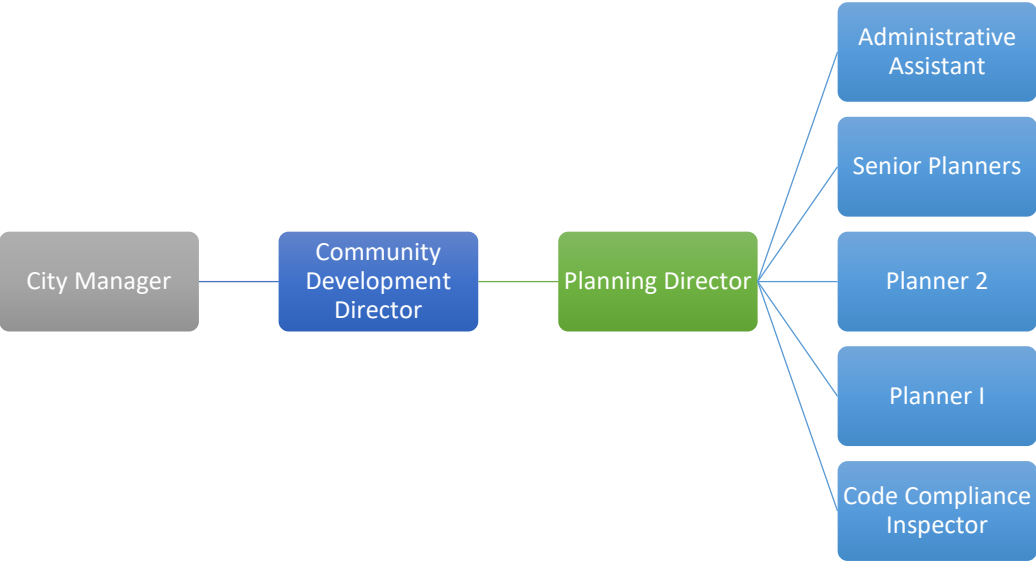 City Manager
Community
Development
Director
Planning Director
Administrative
Assistant
Senior Planners
Planner 2
Planner I
Code Compliance
Inspector